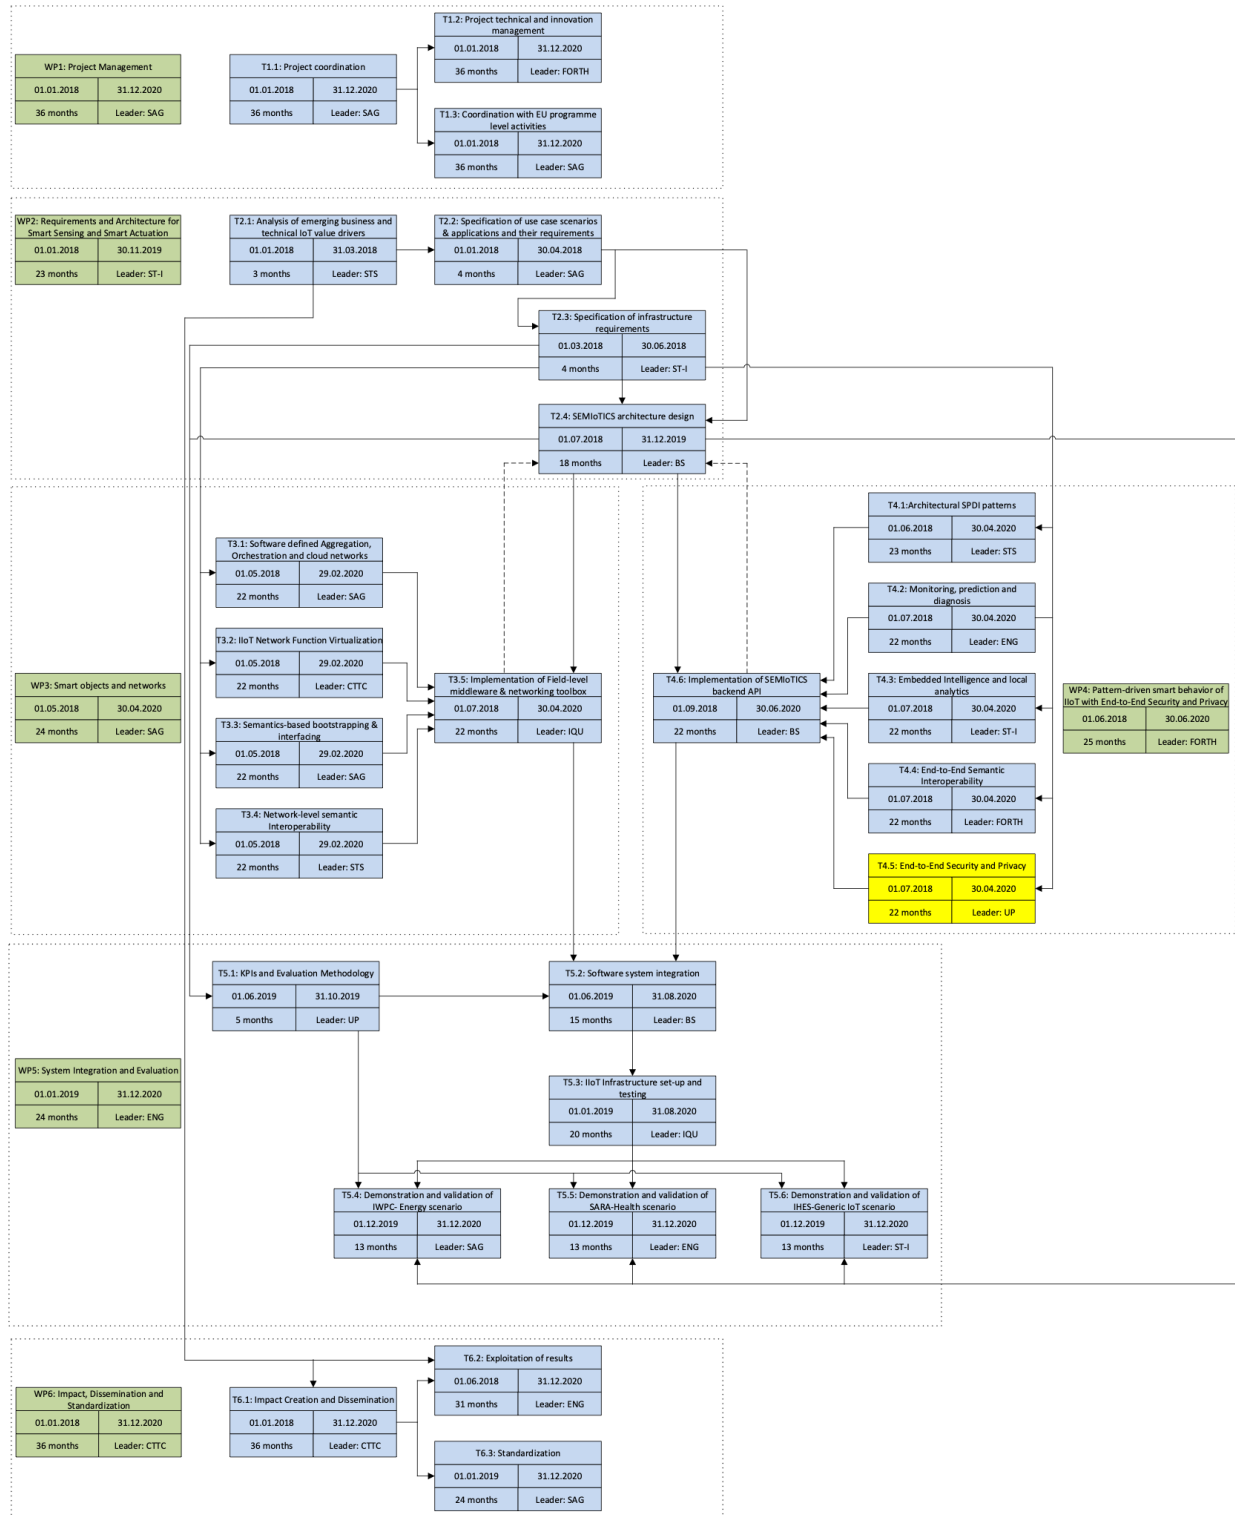 T1.2: Project technical and innovation
management
01.01.2018 31.12.2020
36 months Leader: FORTH
WP1: Project Management
01.01.2018 31.12.2020
36 months Leader: SAG
T1.1: Project coordination
01.01.2018 31.12.2020
36 months Leader: SAG
T1.3: Coordination with EU programme
level activities
01.01.2018 31.12.2020
36 months Leader: SAG
WP2: Requirements and Architecture for
Smart Sensing and Smart Actuation
01.01.2018 30.11.2019
23 months Leader: ST-I
T2.1: Analysis of emerging business and
technical IoT value drivers
01.01.2018 31.03.2018
3 months Leader: STS
T2.2: Specification of use case scenarios
& applications and their requirements
01.01.2018 30.04.2018
4 months Leader: SAG
T2.3: Specification of infrastructure
requirements
01.03.2018 30.06.2018
4 months Leader: ST-I
T2.4: SEMIoTICS architecture design
01.07.2018 31.12.2019
18 months Leader: BS
WP3: Smart objects and networks
01.05.2018 30.04.2020
24 months Leader: SAG
T3.1: Software defined Aggregation,
Orchestration and cloud networks
01.05.2018 29.02.2020
22 months Leader: SAG
T3.2: IIoT Network Function Virtualization
01.05.2018 29.02.2020
22 months Leader: CTTC
T3.3: Semantics-based bootstrapping &
interfacing
01.05.2018 29.02.2020
22 months Leader: SAG
T3.4: Network-level semantic
Interoperability
01.05.2018 29.02.2020
22 months Leader: STS
T3.5: Implementation of Field-level
middleware & networking toolbox
01.07.2018 30.04.2020
22 months Leader: IQU
T4.6: Implementation of SEMIoTICS
backend API
01.09.2018 30.06.2020
22 months Leader: BS
T4.1:Architectural SPDI patterns
01.06.2018 30.04.2020
23 months Leader: STS
T4.2: Monitoring, prediction and
diagnosis
01.07.2018 30.04.2020
22 months Leader: ENG
T4.3: Embedded Intelligence and local
analytics
01.07.2018 30.04.2020
22 months Leader: ST-I
T4.4: End-to-End Semantic
Interoperability
01.07.2018 30.04.2020
22 months Leader: FORTH
T4.5: End-to-End Security and Privacy
01.07.2018 30.04.2020
22 months Leader: UP
WP4: Pattern-driven smart behavior of
IIoT with End-to-End Security and Privacy
01.06.2018 30.06.2020
25 months Leader: FORTH
T5.1: KPIs and Evaluation Methodology
01.06.2019 31.10.2019
5 months Leader: UP
T5.2: Software system integration
01.06.2019 31.08.2020
15 months Leader: BS
WP5: System Integration and Evaluation
01.01.2019 31.12.2020
24 months Leader: ENG
T5.3: IIoT Infrastructure set-up and
testing
01.01.2019 31.08.2020
20 months Leader: IQU
T5.4: Demonstration and validation of
IWPC- Energy scenario
01.12.2019 31.12.2020
13 months Leader: SAG
T5.5: Demonstration and validation of
SARA-Health scenario
01.12.2019 31.12.2020
13 months Leader: ENG
T5.6: Demonstration and validation of
IHES-Generic IoT scenario
01.12.2019 31.12.2020
13 months Leader: ST-I
T6.2: Exploitation of results
01.06.2018 31.12.2020
31 months Leader: ENG
WP6: Impact, Dissemination and
Standardization
01.01.2018 31.12.2020
36 months Leader: CTTC
T6.1: Impact Creation and Dissemination
01.01.2018 31.12.2020
36 months Leader: CTTC
T6.3: Standardization
01.01.2019 31.12.2020
24 months Leader: SAG